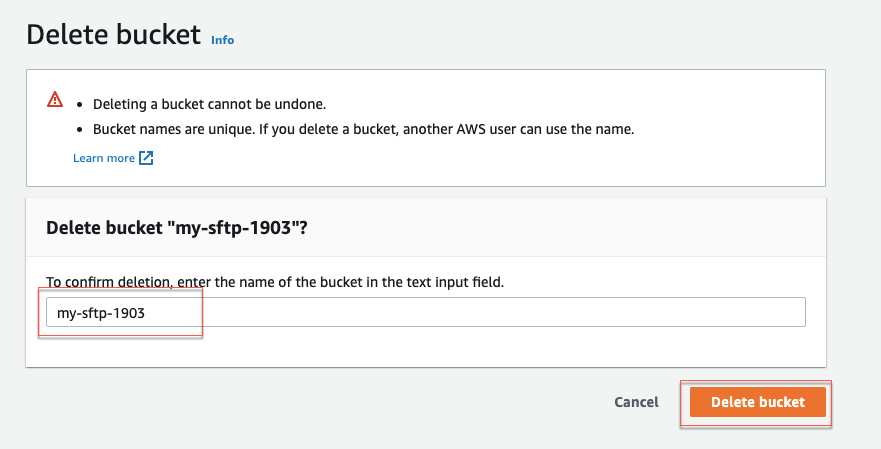 Delete bucket Info
• Deleting a bucket cannot be undone.
• Bucket names are unique. If you delete a bucket, another AWS user can use the name.
Learn more
Delete bucket "my-sftp-1903"?
To confirm deletion, enter the name of the bucket in the text input field.
my-sftp-1903
Cancel Delete bucket